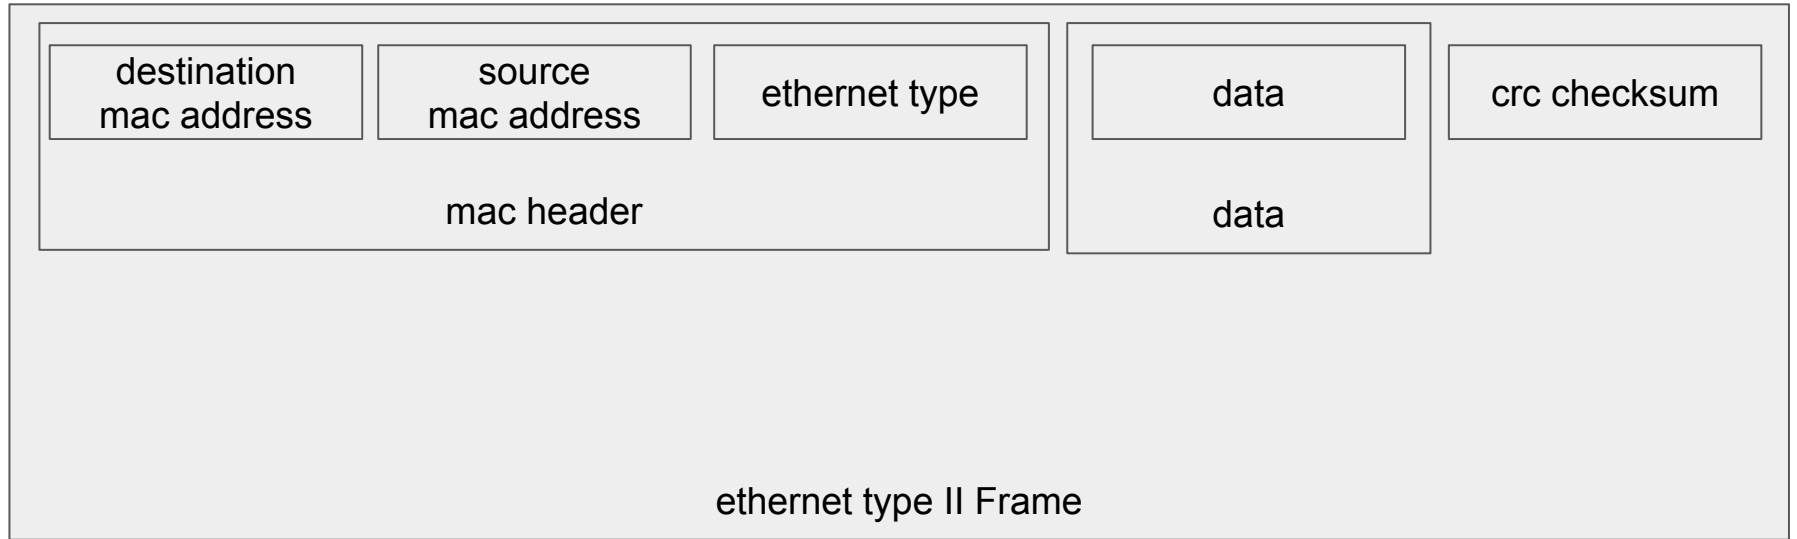 destination
mac address
source
mac address
ethernet type
data
crc checksum
mac header
data
ethernet type II Frame